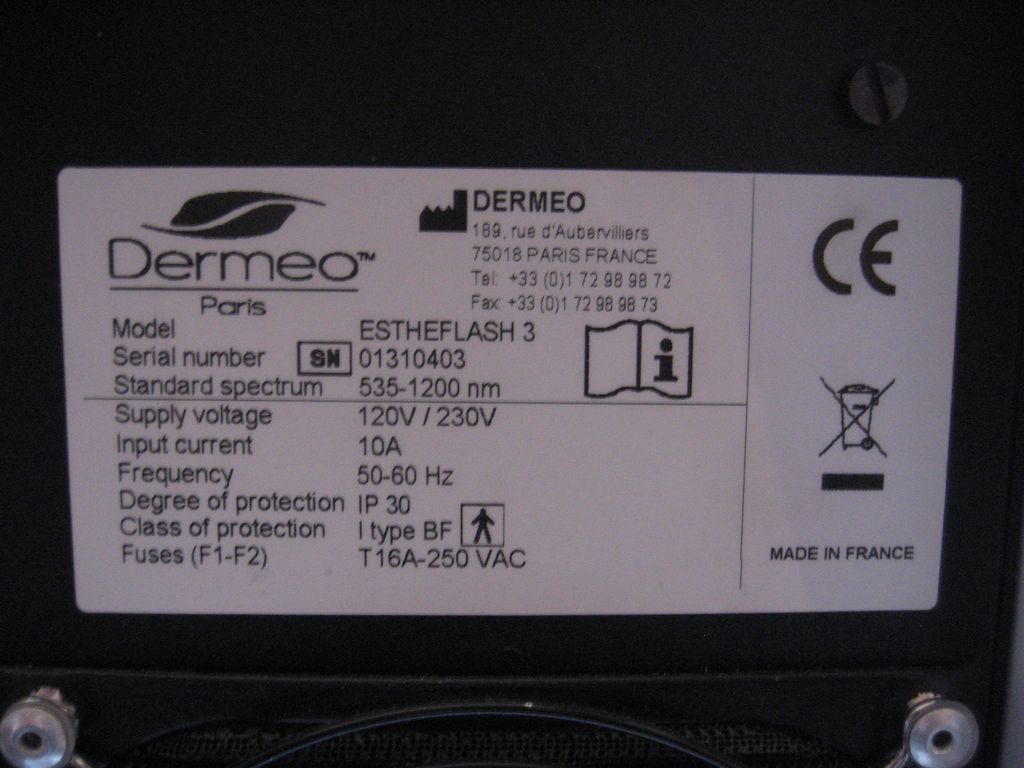 Dermeo™
Paris
DERMEO
189, rue d'Aubervilliers
75018 PARIS FRANCE
Tel: +33 (0)1 72 98 98 72
Fax: +33 (0)1 72 98 98 73
Model ESTHEFLASH 3
Serial number SN 01310403
Standard spectrum 535-1200 nm
Supply voltage 120V / 230V
Input current 10A
Frequency 50-60 Hz
Degree of protection IP 30
Class of protection I type BF
Fuses (F1-F2) T16A-250 VAC
i
CE
MADE IN FRANCE